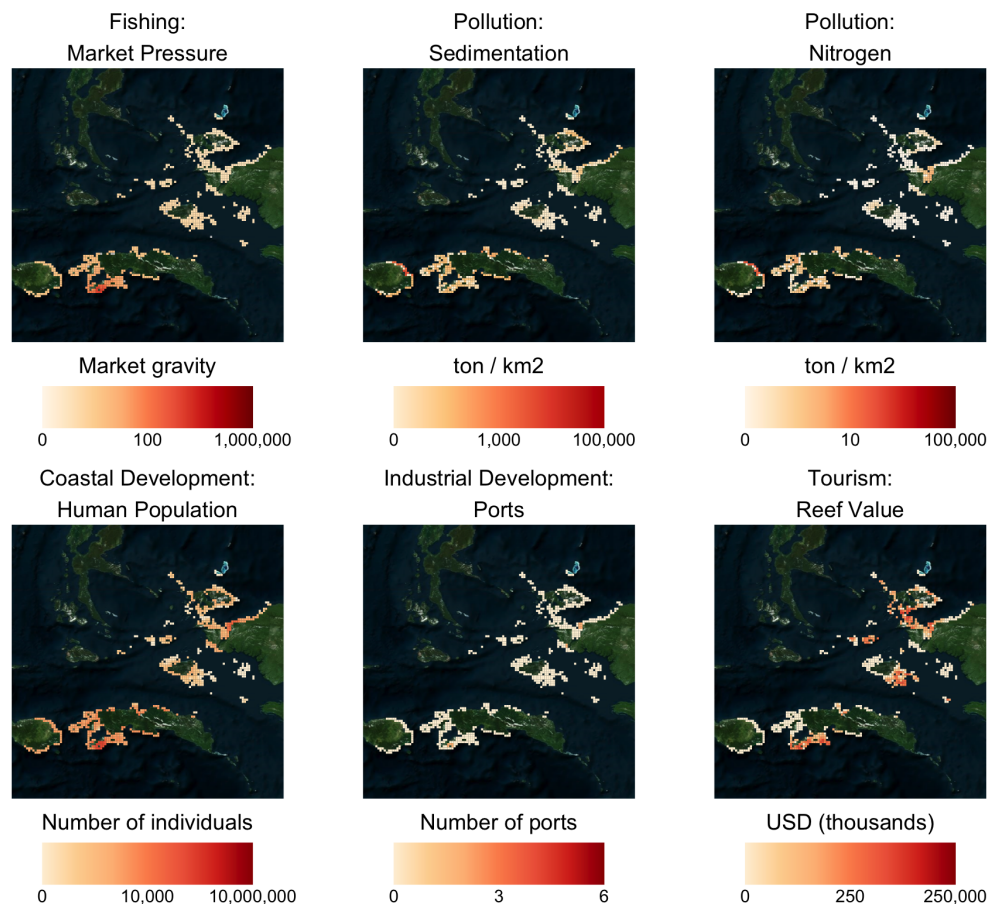 Fishing:
Market Pressure
Pollution:
Sedimentation
Pollution:
Nitrogen
Market gravity
0 100 1,000,000
ton / km2
0 1,000 100,000
ton / km2
0 10 100,000
Coastal Development:
Human Population
Industrial Development:
Ports
Tourism:
Reef Value
Number of individuals
0 10,000 10,000,000
Number of ports
0 3 6
USD (thousands)
0 250 250,000